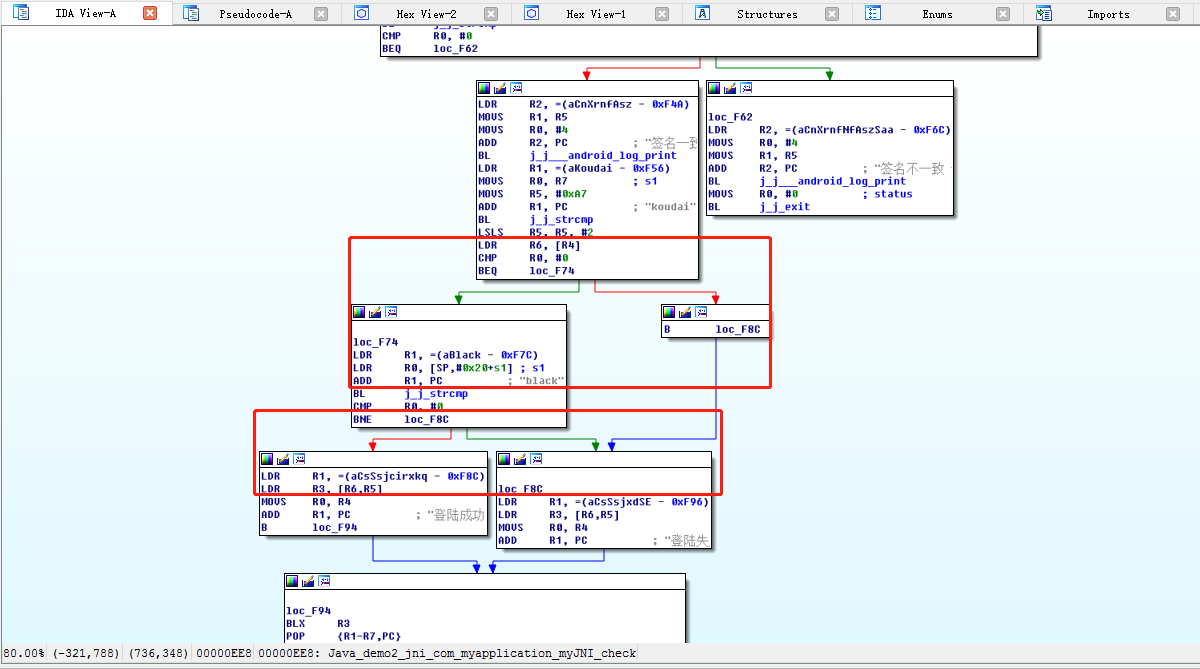 IDA View-A
Pseudocode-A
Hex View-2
Hex View-1
Structures
Enums
Imports
CMP R0, #0
BEQ loc_F62
LDR R2, =(aCnXrnfAsz - 0xF4A)
MOVS R1, R5
MOVS R0, #4
ADD R2, PC ; "签名一致
BL j_j___android_log_print
LDR R1, =(aKoudai - 0xF56)
MOVS R0, R7 ; s1
MOVS R5, #0xA7
ADD R1, PC ; "koudai"
BL j_j_strcmp
LSLS R5, R5, #2
LDR R6, [R4]
CMP R0, #0
BEQ loc_F74
loc_F62
LDR R2, =(aCnXrnfNfAszSaa - 0xF6C)
MOVS R0, #4
MOVS R1, R5
ADD R2, PC ; "签名不一致
BL j_j___android_log_print
MOVS R0, #0 ; status
BL j_j_exit
loc_F74
LDR R1, =(aBlack - 0xF7C)
LDR R0, [SP,#0x20+s1] ; s1
ADD R1, PC ; "black"
BL j_j_strcmp
CMP R0, #0
BNE loc_F8C
B loc_F8C
LDR R1, =(aCsSsjcirxkq - 0xF8C)
LDR R3, [R6,R5]
MOVS R0, R4
ADD R1, PC ; "登陆成功
B loc_F94
loc_F8C
LDR R1, =(aCsSsjxdSE - 0xF96)
LDR R3, [R6,R5]
MOVS R0, R4
ADD R1, PC ; "登陆失
loc_F94
BLX R3
POP {R1-R7,PC}
80.00% (-321,788) (736,348) 00000EE8 00000EE8: Java_demo2_jni_com_myapplication_myJNI_check